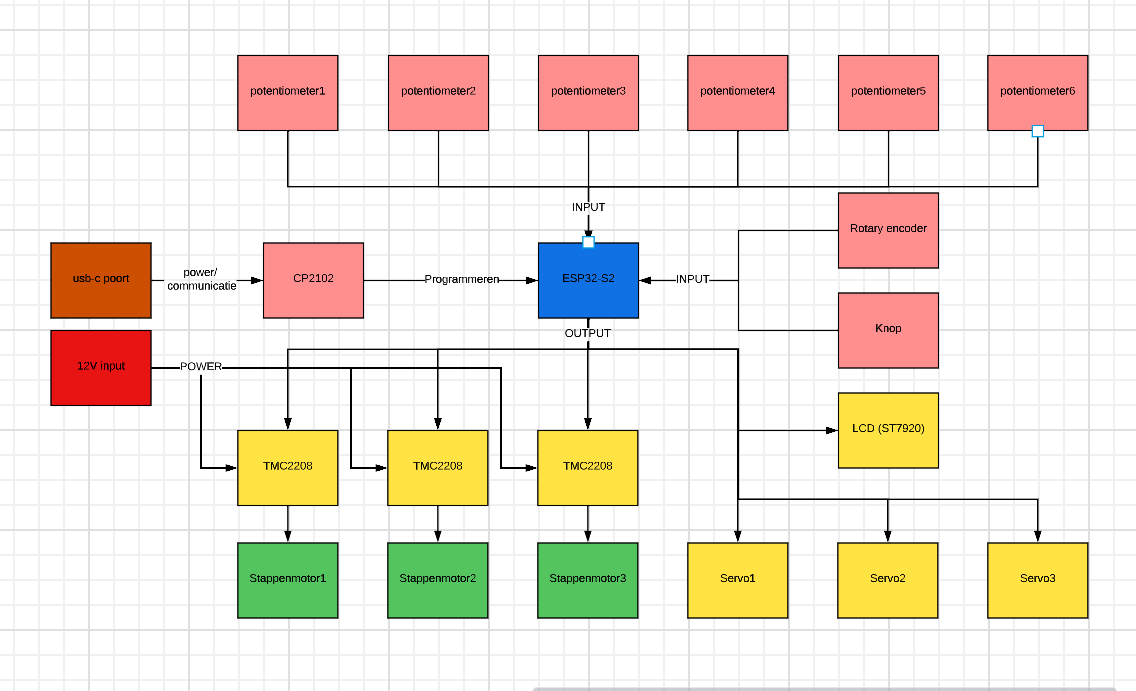 potentiometer1
potentiometer2
potentiometer3
potentiometer4
potentiometer5
potentiometer6
INPUT
Rotary encoder
usb-c poort
power/
communicatie
CP2102
Programmeren
ESP32-S2
INPUT
Knop
OUTPUT
12V input
POWER
LCD (ST7920)
TMC2208
TMC2208
TMC2208
Stappenmotor1
Stappenmotor2
Stappenmotor3
Servo1
Servo2
Servo3